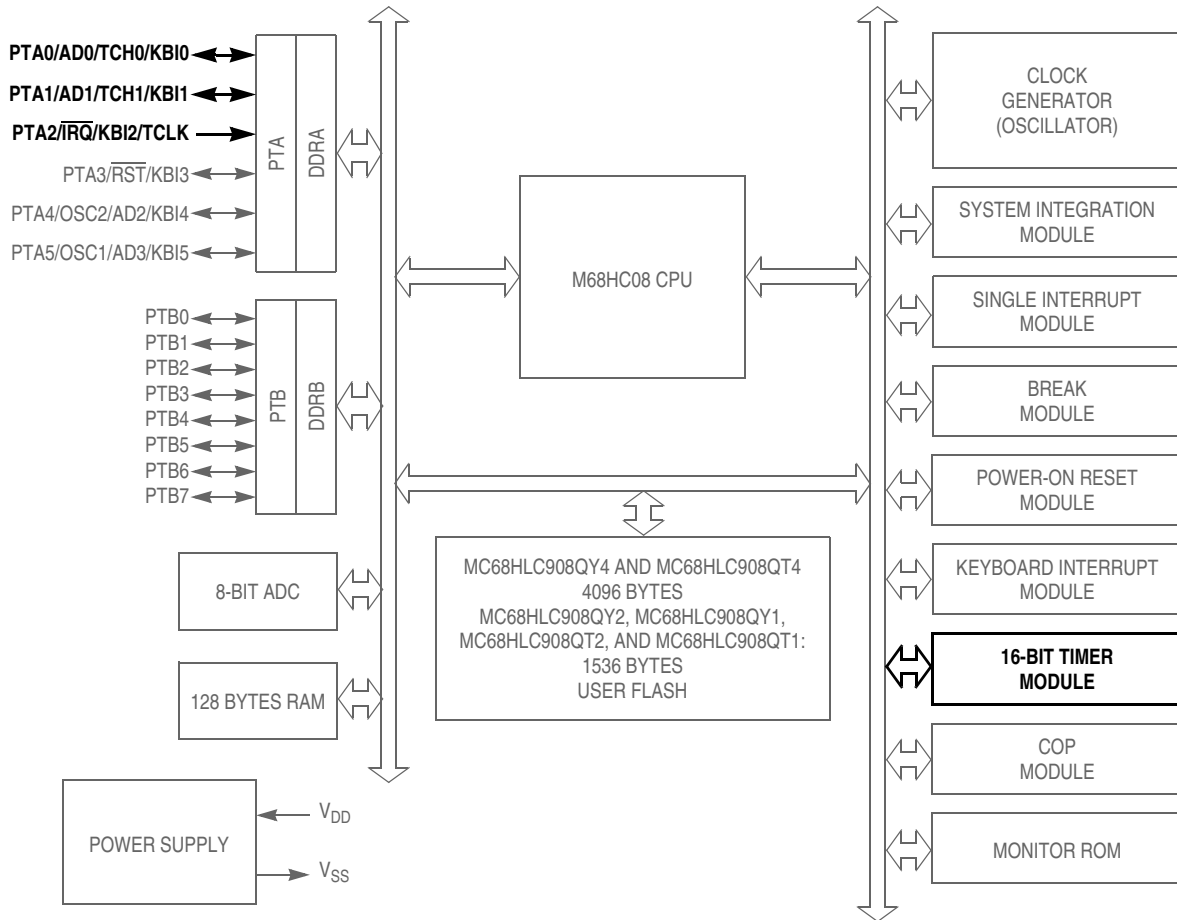 PTA0/AD0/TCH0/KBI0
PTA1/AD1/TCH1/KBI1
PTA2/IRQ/KBI2/TCLK
PTA3/RST/KBI3
PTA4/OSC2/AD2/KBI4
PTA5/OSC1/AD3/KBI5
PTA
DDRA
PTB0
PTB1
PTB2
PTB3
PTB4
PTB5
PTB6
PTB7
PTB
DDRB
8-BIT ADC
128 BYTES RAM
POWER SUPPLY
VDD
VSS
M68HC08 CPU
MC68HLC908QY4 AND MC68HLC908QT4
4096 BYTES
MC68HLC908QY2, MC68HLC908QY1,
MC68HLC908QT2, AND MC68HLC908QT1:
1536 BYTES
USER FLASH
CLOCK
GENERATOR
(OSCILLATOR)
SYSTEM INTEGRATION
MODULE
SINGLE INTERRUPT
MODULE
BREAK
MODULE
POWER-ON RESET
MODULE
KEYBOARD INTERRUPT
MODULE
16-BIT TIMER
MODULE
COP
MODULE
MONITOR ROM